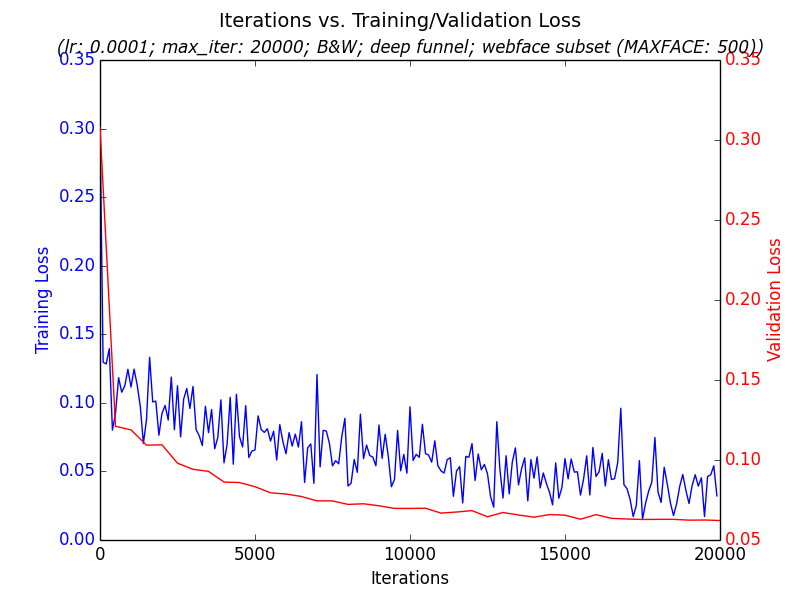 Iterations vs. Training/Validation Loss
(lr: 0.0001; max_iter: 20000; B&W; deep funnel; webface subset (MAXFACE: 500))
0.35
0.30
0.25
0.20
0.15
0.10
0.05
0.00
Training Loss
0.35
0.30
0.25
0.20
0.15
0.10
0.05
Validation Loss
0 5000 10000 15000 20000
Iterations